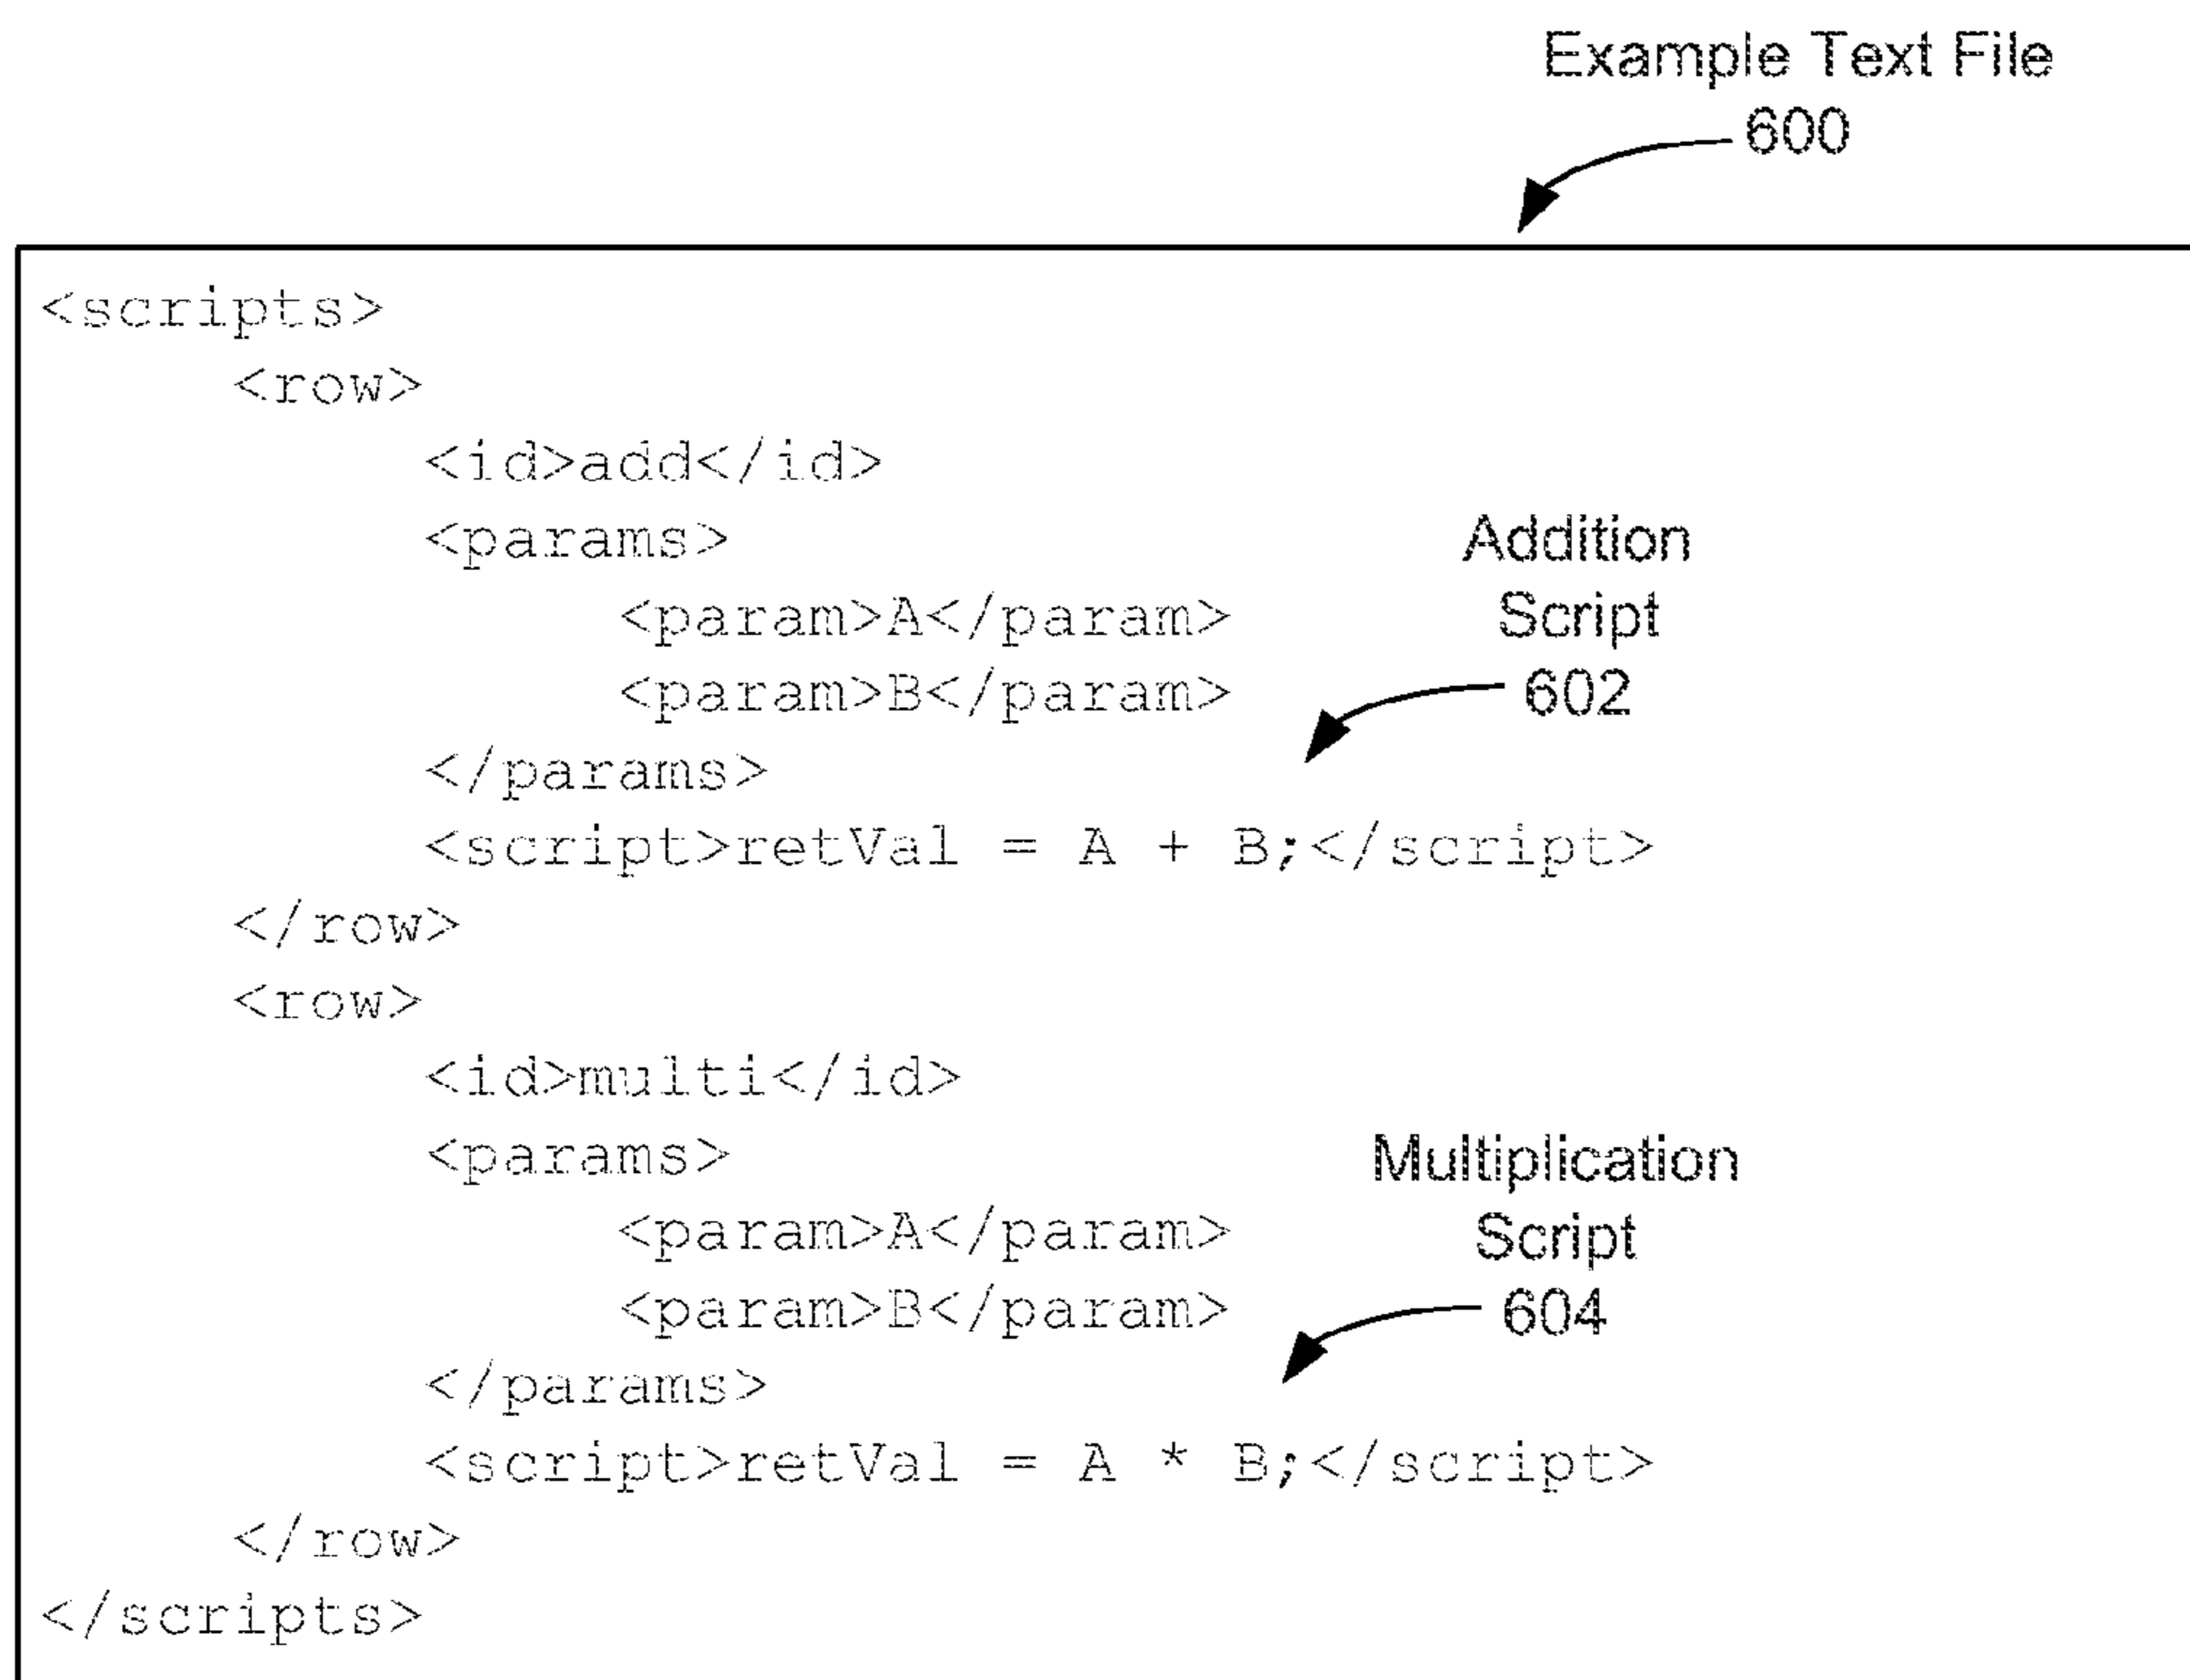 Example Text File
600
<scripts>
<row>
<id>add</id>
<params>
<param>A</param>
<param>B</param>
</params>
<script>retVal = A + B;</script>
</row>
<row>
<id>multi</id>
<params>
<param>A</param>
<param>B</param>
</params>
<script>retVal = A * B;</script>
</row>
</scripts>
Addition
Script
602
Multiplication
Script
604